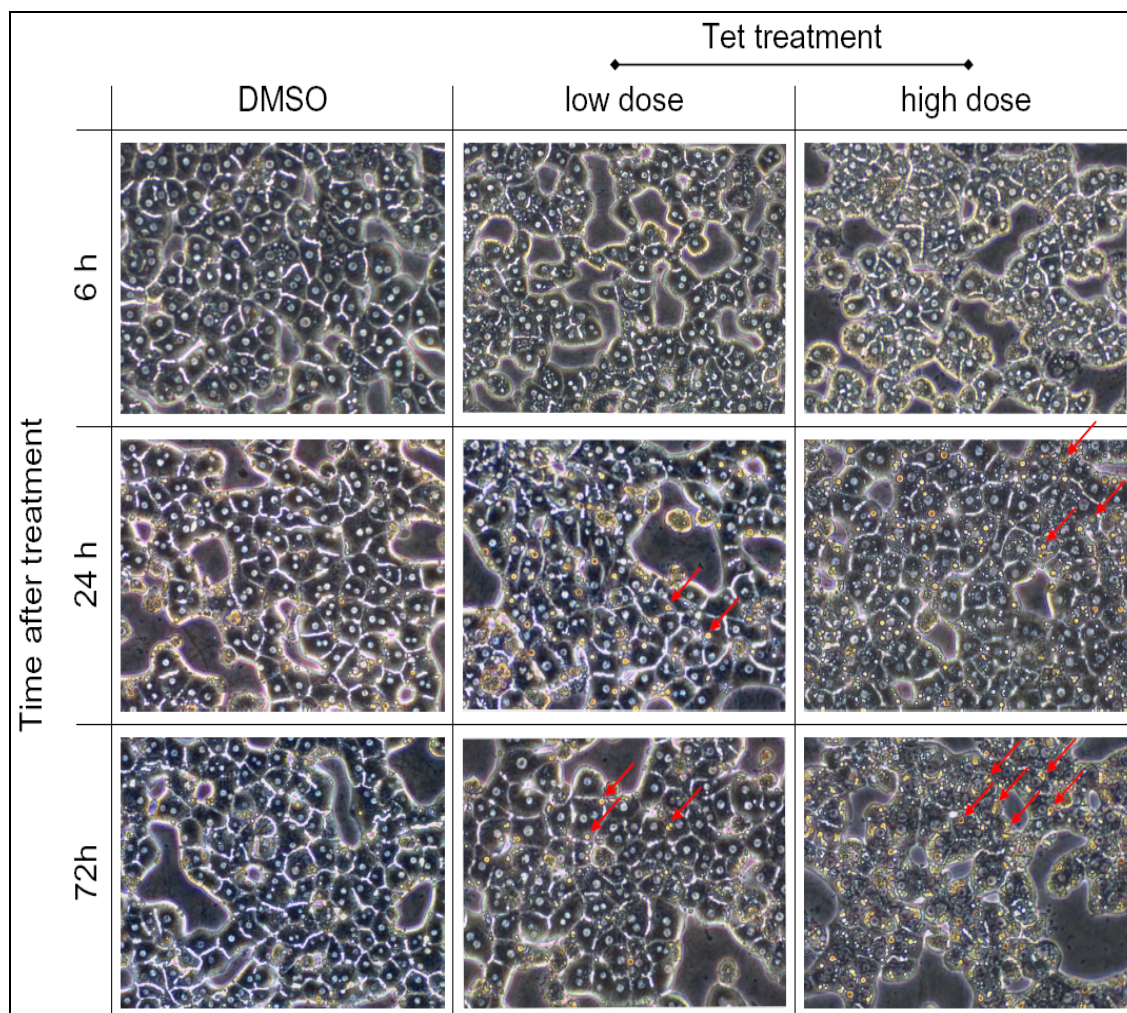 Tet treatment
DMSO
low dose
high dose
Time after treatment
6 h
24 h
72h